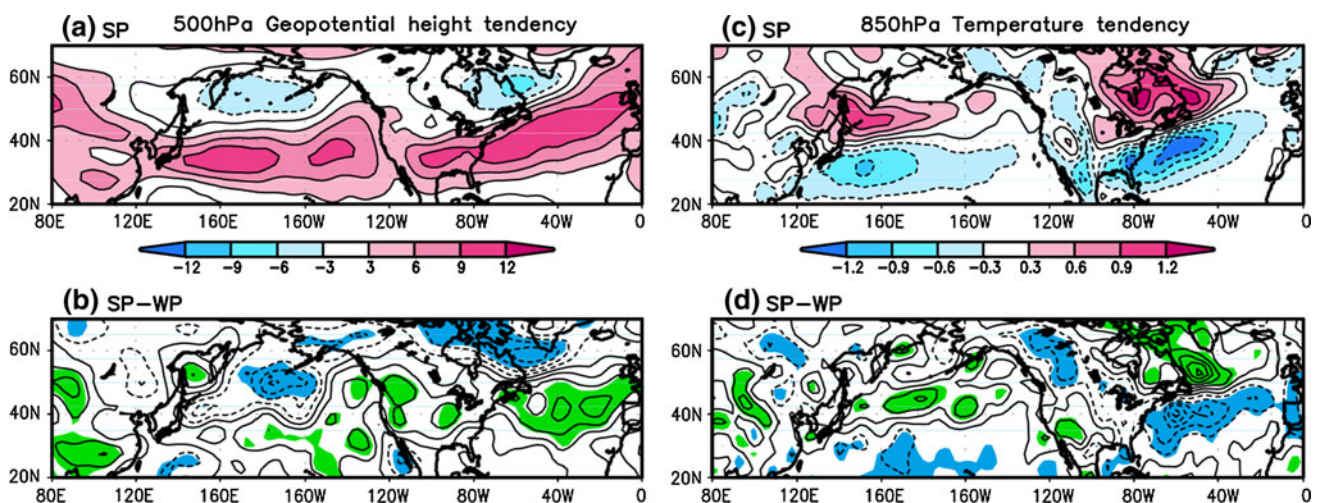 (a) SP 500hPa Geopotential height tendency
60N
40N
20N
80E 120E 160E 160W 120W 80W 40W 0
−12 −9 −6 −3 3 6 9 12
(b) SP−WP
60N
40N
20N
80E 120E 160E 160W 120W 80W 40W 0
(c) SP 850hPa Temperature tendency
60N
40N
20N
80E 120E 160E 160W 120W 80W 40W 0
−1.2 −0.9 −0.6 −0.3 0.3 0.6 0.9 1.2
(d) SP−WP
60N
40N
20N
80E 120E 160E 160W 120W 80W 40W 0